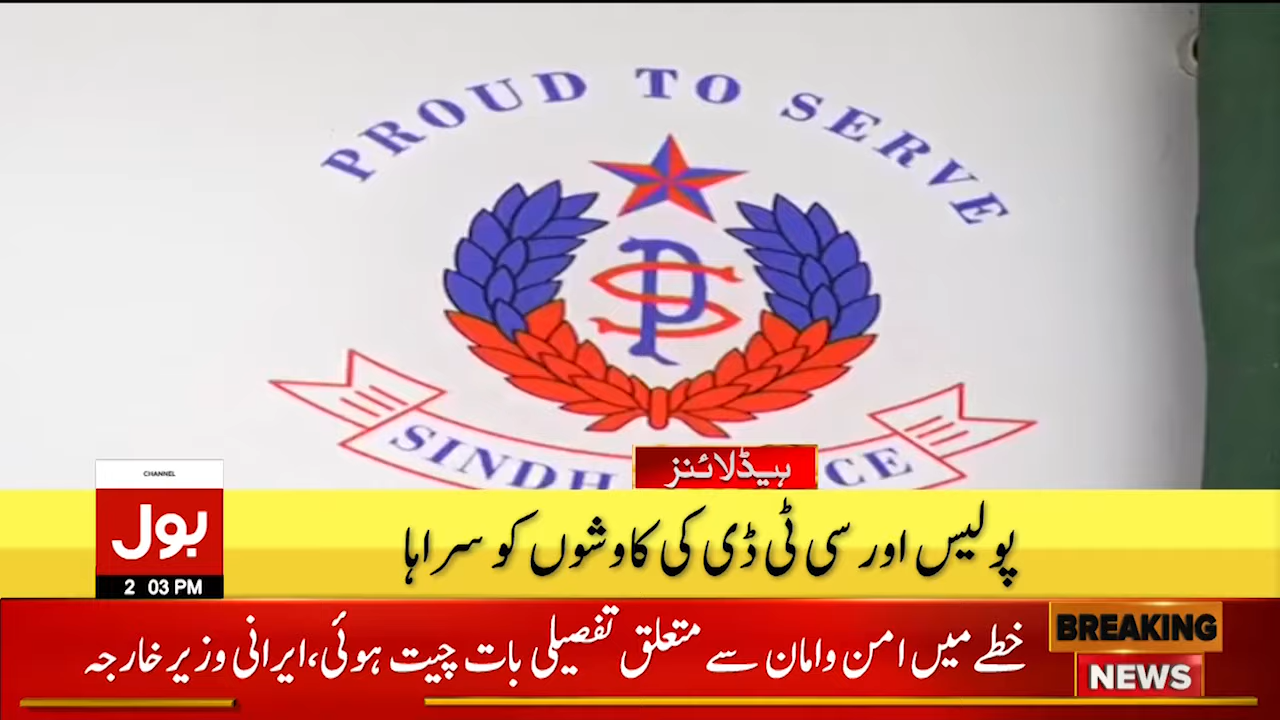 PROUD TO SERVE
SP
SINDH
CE
ہیڈلائنز
CHANNEL
بول
2 03 PM
پولیس اور سی ٹی ڈی کی کاوشوں کو سراہا
BREAKING
NEWS
خطے میں امن و امان سے متعلق تفصیلی بات چیت ہوئی، ایرانی وزیر خارجہ